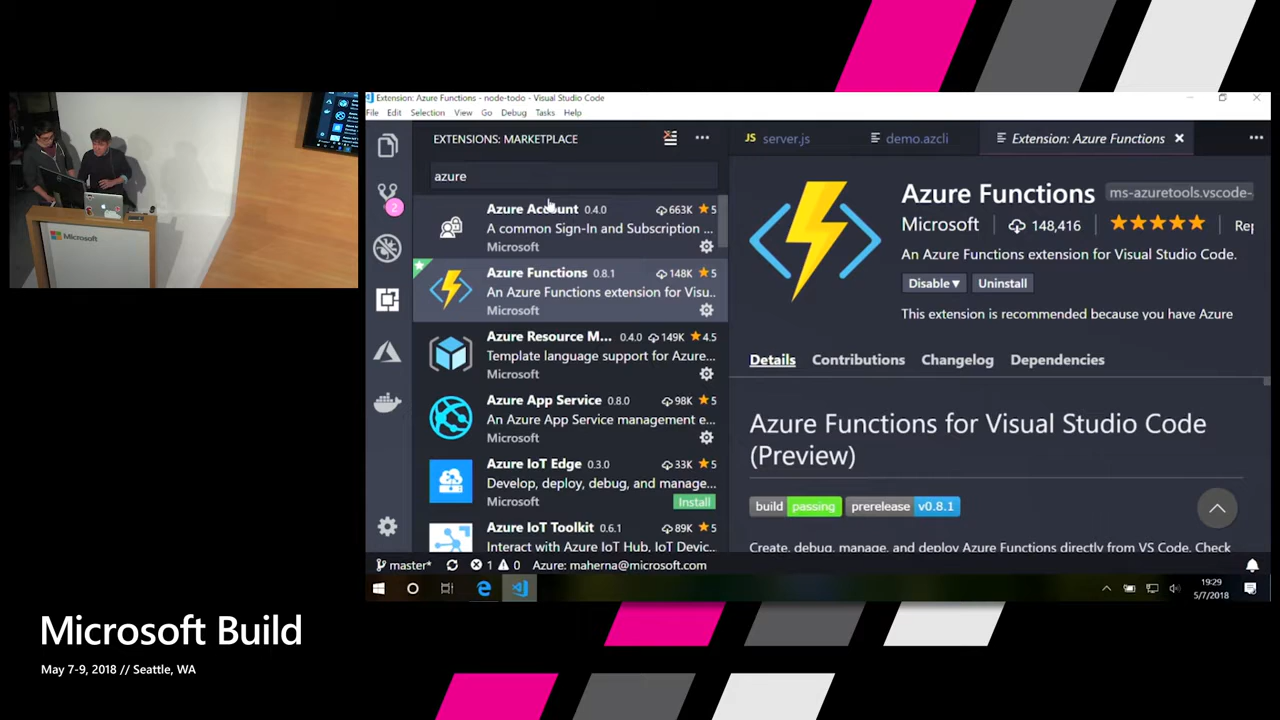 Extension: Azure Functions - node-todo - Visual Studio Code
File Edit Selection View Go Debug Tasks Help
EXTENSIONS: MARKETPLACE
azure
Azure Account 0.4.0 663K 5
A common Sign-In and Subscription ...
Microsoft
Azure Functions 0.8.1 148K 5
An Azure Functions extension for Visu..
Microsoft
Azure Resource M... 0.4.0 149K 4.5
Template language support for Azure...
Microsoft
Azure App Service 0.8.0 98K 5
An Azure App Service management e...
Microsoft
Azure IoT Edge 0.3.0 33K 5
Develop, deploy, debug, and manage...
Microsoft Install
Azure IoT Toolkit 0.6.1 89K 5
Interact with Azure IoT Hub, IoT Devic...
2
JS server.js demo.azcli Extension: Azure Functions
Azure Functions ms-azuretools.vscode-
Microsoft 148,416 Rep
An Azure Functions extension for Visual Studio Code.
Disable Uninstall
This extension is recommended because you have Azure
Details Contributions Changelog Dependencies
Azure Functions for Visual Studio Code
(Preview)
build passing prerelease v0.8.1
Create, debug, manage, and deploy Azure Functions directly from VS Code. Check
master* 1 0 Azure: maherna@microsoft.com
19:29
5/7/2018
Microsoft
Microsoft Build
May 7-9, 2018 // Seattle, WA